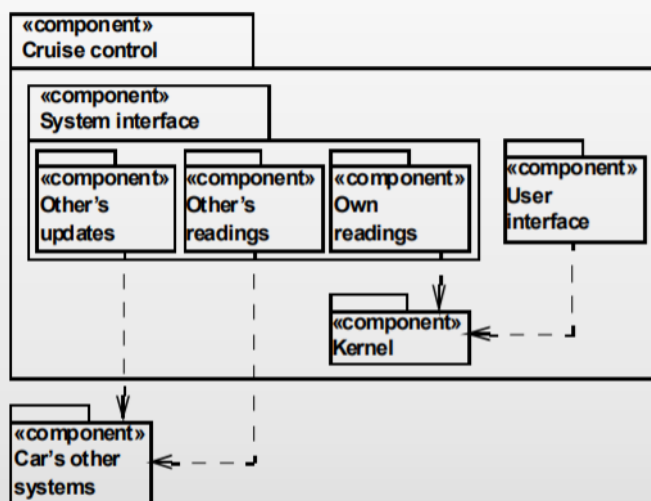 «component»
Cruise control
«component»
System interface
«component»
Other's
updates
«component»
Other's
readings
«component»
Own
readings
«component»
User
interface
«component»
Kernel
«component»
Car's other
systems